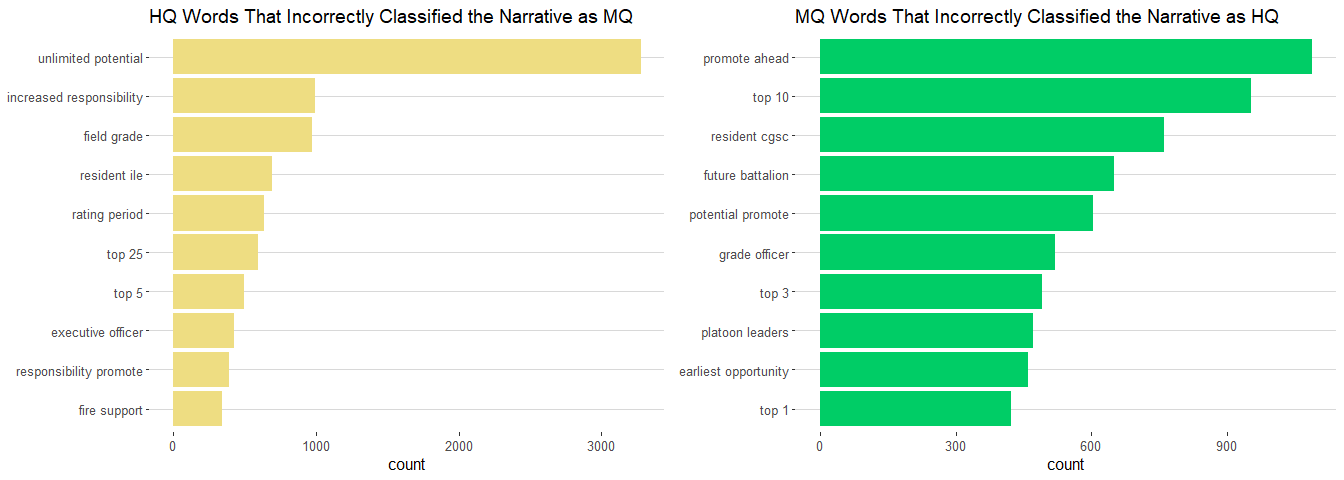 HQ Words That Incorrectly Classified the Narrative as MQ
unlimited potential
increased responsibility
field grade
resident ile
rating period
top 25
top 5
executive officer
responsibility promote
fire support
0 1000 2000 3000
count
MQ Words That Incorrectly Classified the Narrative as HQ
promote ahead
top 10
resident cgsc
future battalion
potential promote
grade officer
top 3
platoon leaders
earliest opportunity
top 1
0 300 600 900
count